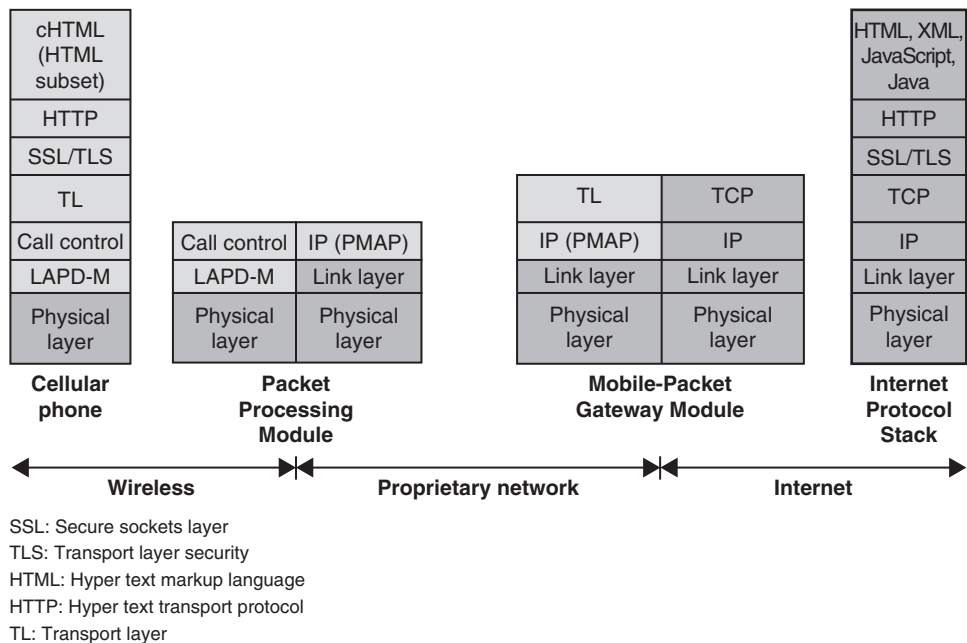 cHTML
(HTML
subset)
HTTP
SSL/TLS
TL
Call control
LAPD-M
Physical
layer
Cellular
phone
Call control
LAPD-M
Physical
layer
IP (PMAP)
Link layer
Physical
layer
Packet
Processing
Module
TL
IP (PMAP)
Link layer
Physical
layer
TCP
IP
Link layer
Physical
layer
Mobile-Packet
Gateway Module
HTML, XML,
JavaScript,
Java
HTTP
SSL/TLS
TCP
IP
Link layer
Physical
layer
Internet
Protocol
Stack
Wireless
Proprietary network
Internet
SSL: Secure sockets layer
TLS: Transport layer security
HTML: Hyper text markup language
HTTP: Hyper text transport protocol
TL: Transport layer